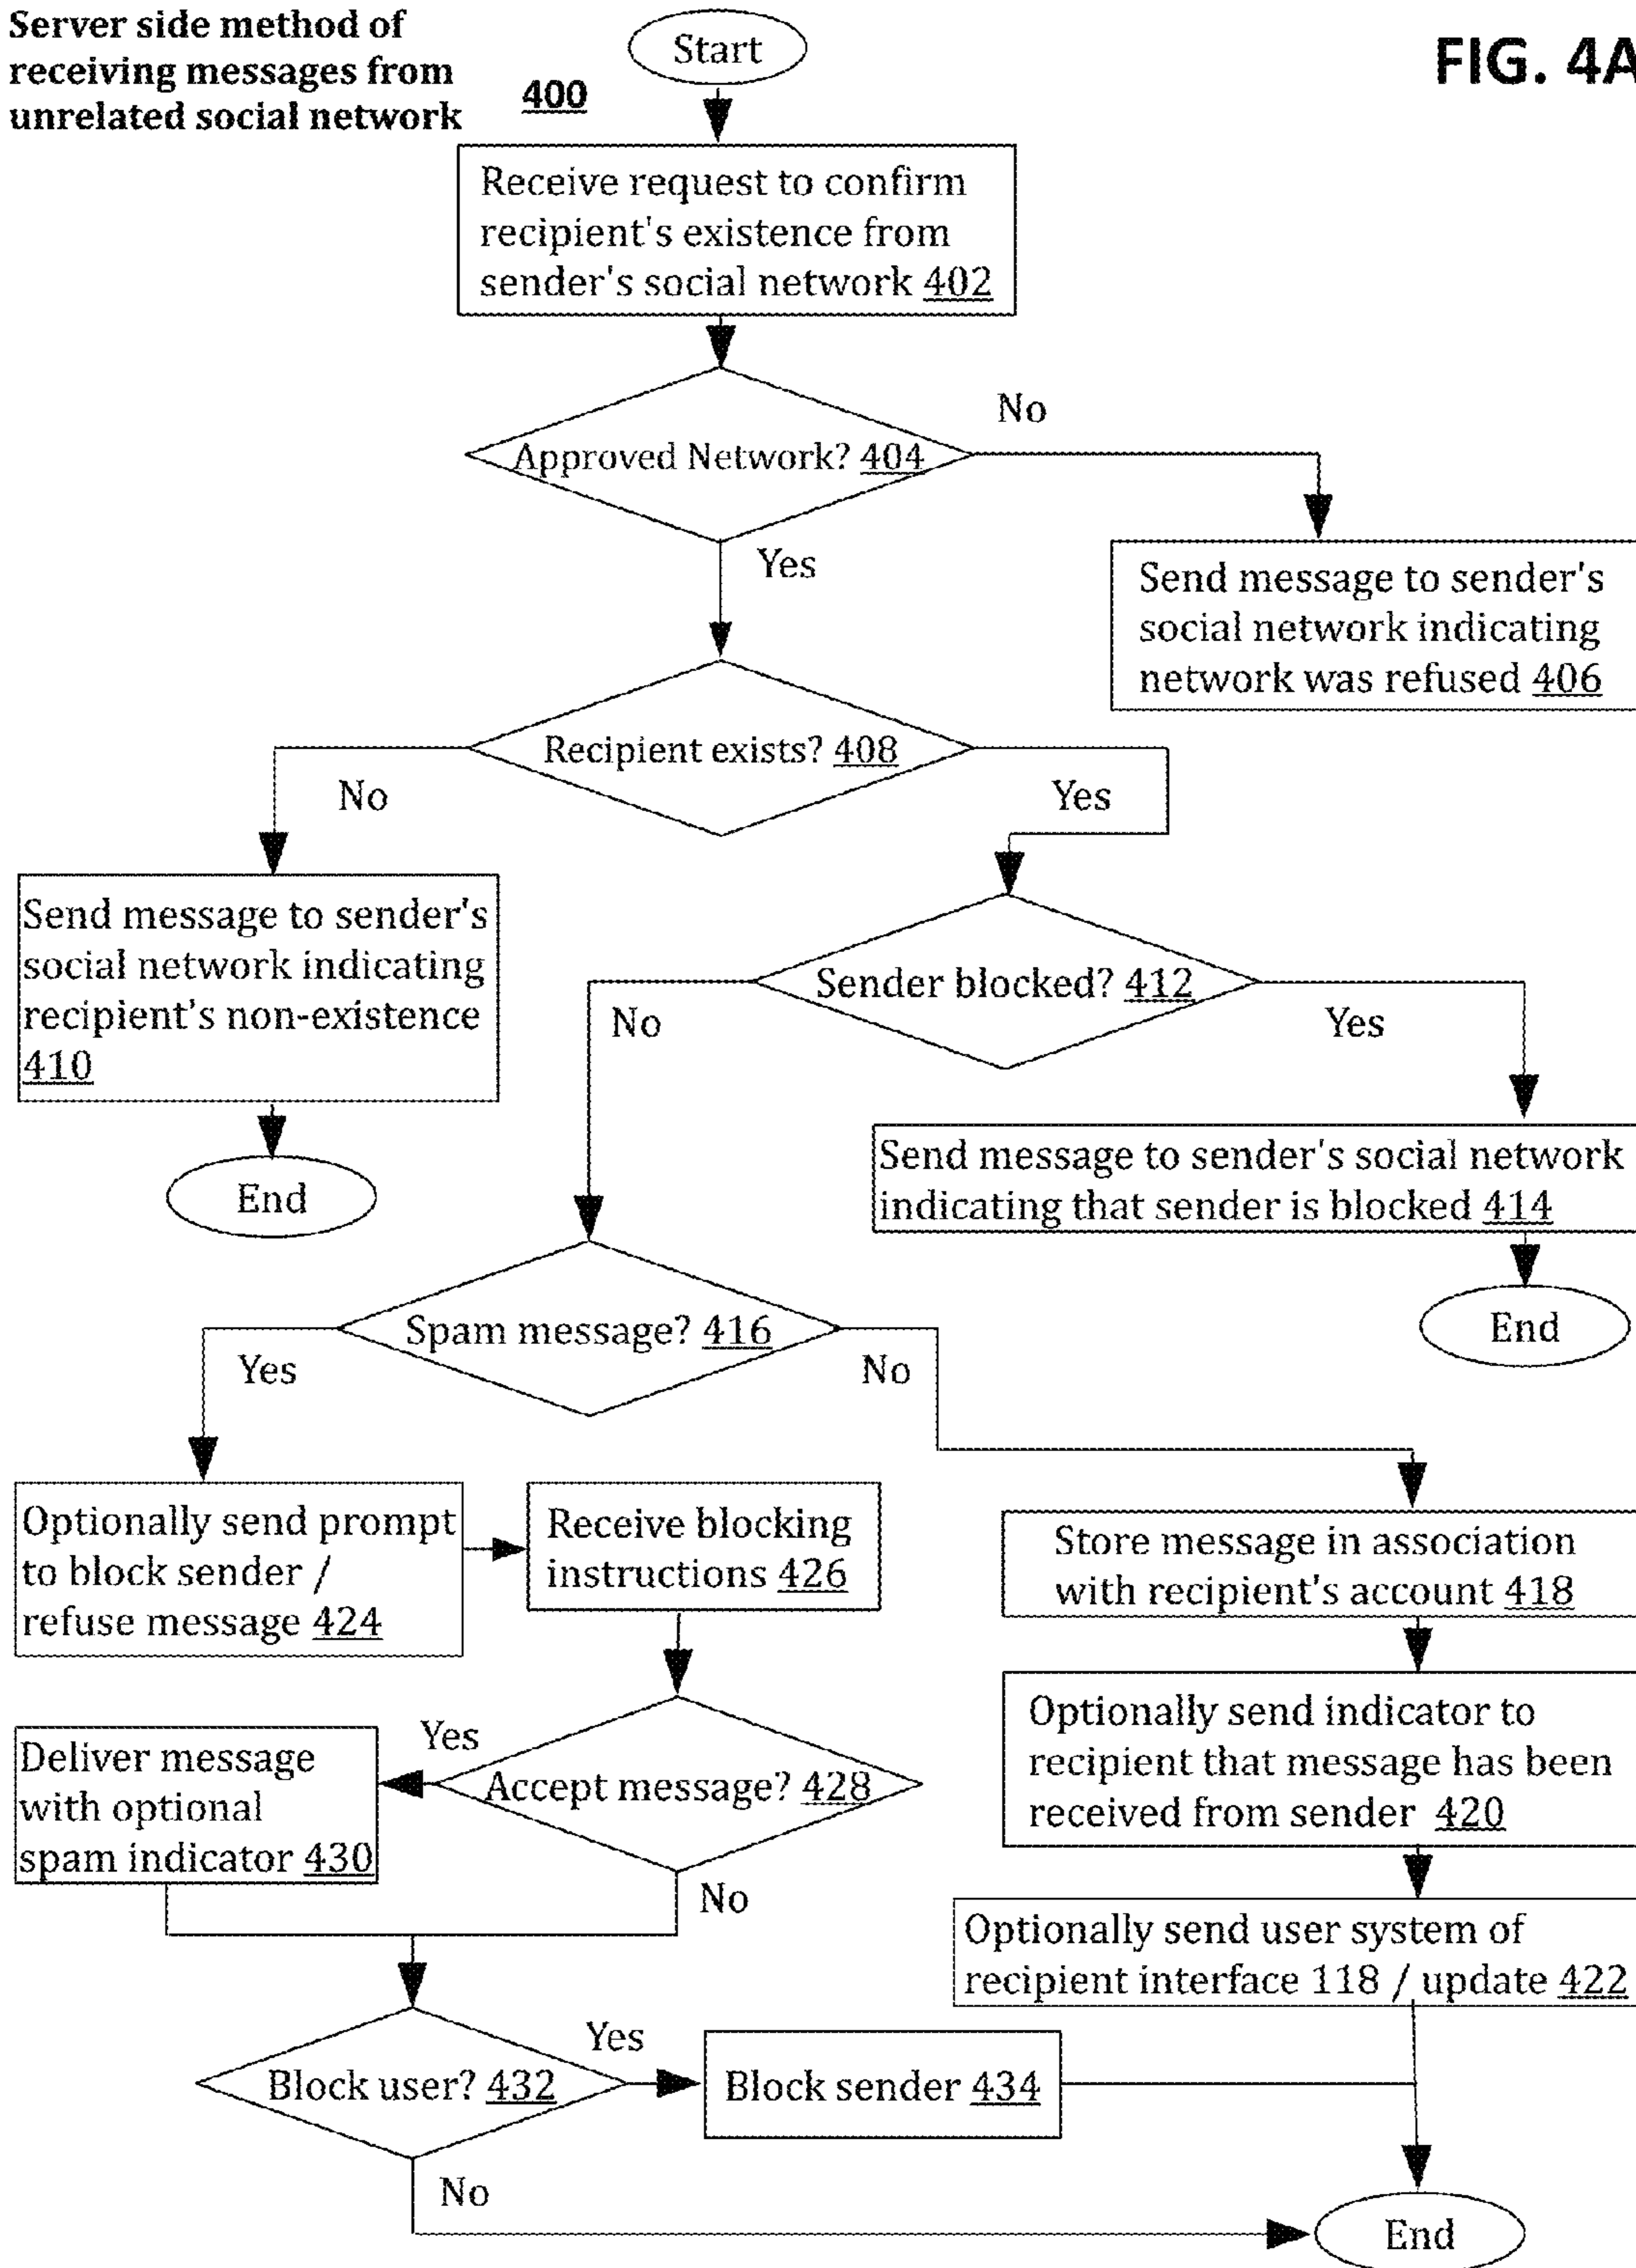 Server side method of
receiving messages from
unrelated social network
400
Start
FIG. 4A
Receive request to confirm
recipient's existence from
sender's social network 402
Approved Network? 404
No
Yes
Send message to sender's
social network indicating
network was refused 406
Recipient exists? 408
No
Yes
Send message to sender's
social network indicating
recipient's non-existence
410
End
Sender blocked? 412
No
Yes
Send message to sender's social network
indicating that sender is blocked 414
End
Spam message? 416
Yes
No
Optionally send prompt
to block sender /
refuse message 424
Receive blocking
instructions 426
Store message in association
with recipient's account 418
Optionally send indicator to
recipient that message has been
received from sender 420
Accept message? 428
Yes
No
Deliver message
with optional
spam indicator 430
Optionally send user system of
recipient interface 118 / update 422
Block user? 432
Yes
No
Block sender 434
End